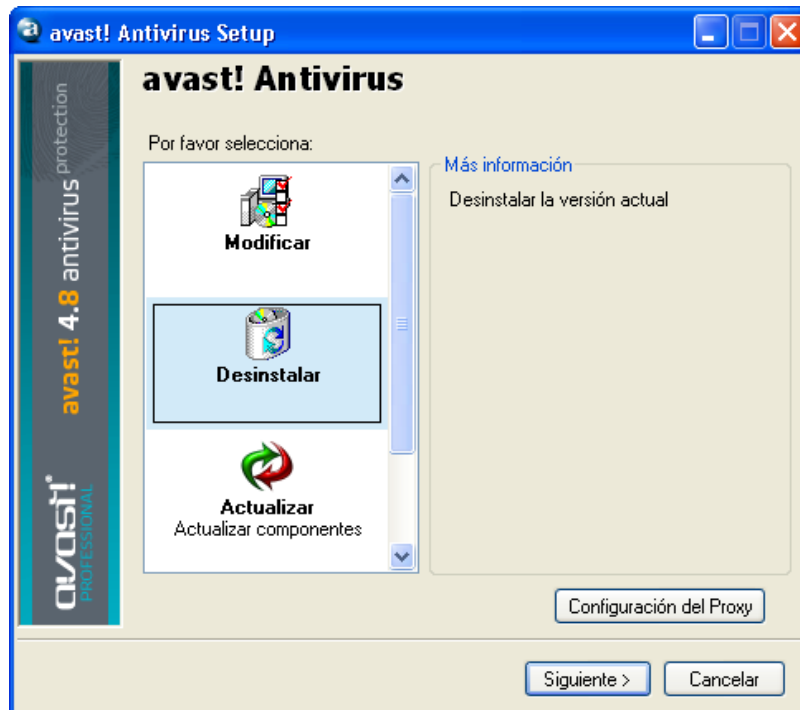 avast! Antivirus Setup
avast! Antivirus
Por favor selecciona:
Modificar
Desinstalar
Actualizar
Actualizar componentes
Más información
Desinstalar la versión actual
avast! 4.8 antivirus protection
avast!
PROFESSIONAL
Configuración del Proxy
Siguiente >
Cancelar